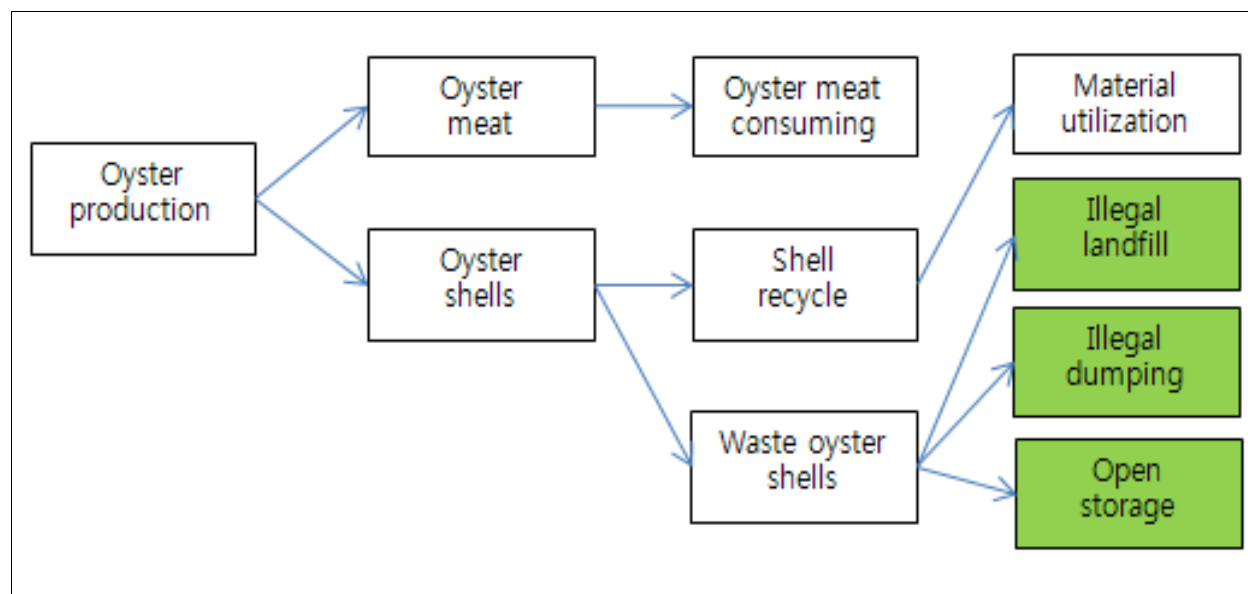 Oyster
production
Oyster
meat
Oyster meat
consuming
Oyster
shells
Shell
recycle
Waste oyster
shells
Material
utilization
Illegal
landfill
Illegal
dumping
Open
storage